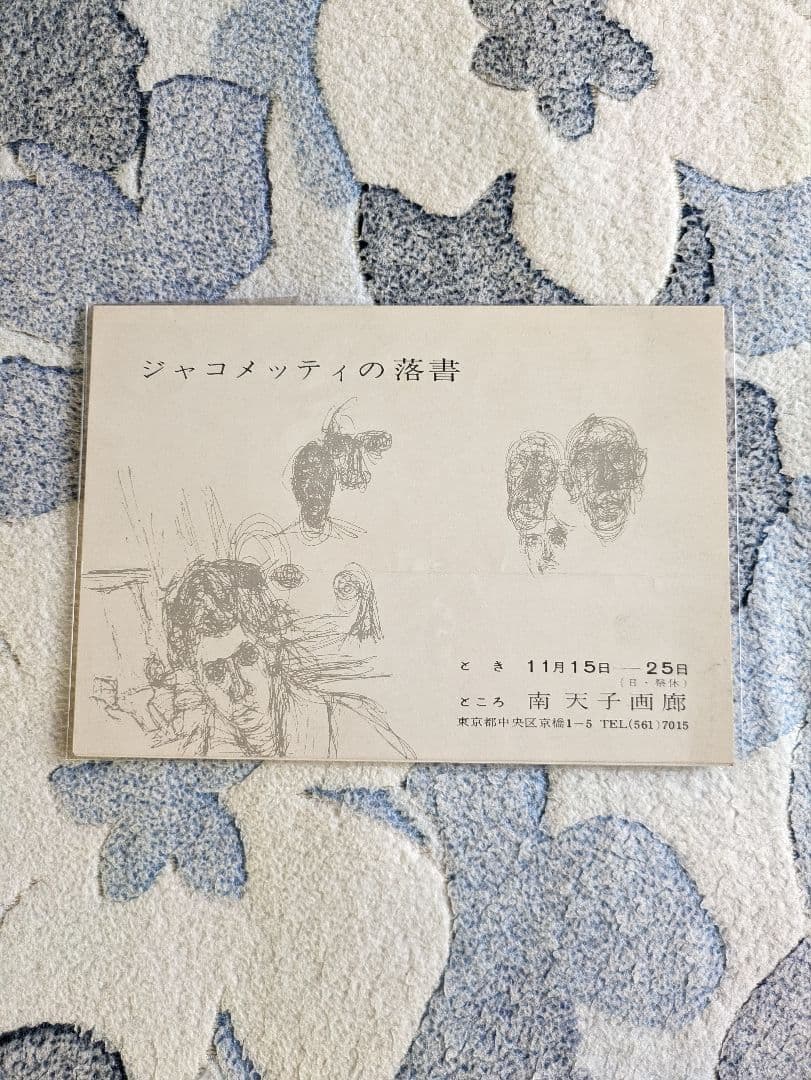 ジャコメッティの落書
とき 11月15日—25日
(日・祭休)
ところ 南天子画廊
東京都中央区京橋1−5 TEL(561)7015